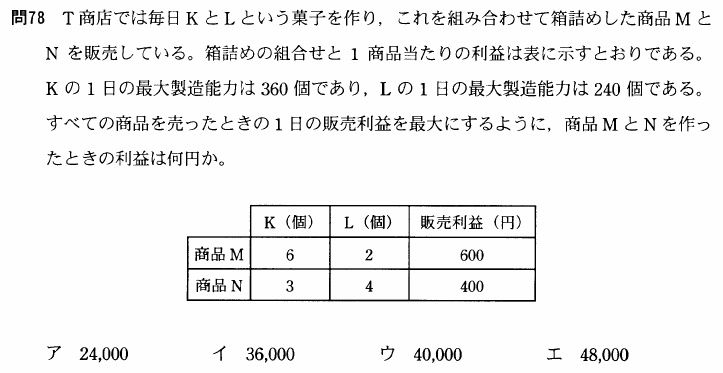 問78 T商店では毎日KとLという菓子を作り，これを組み合わせて箱詰めした商品Mと
Nを販売している。箱詰めの組合せと1商品当たりの利益は表に示すとおりである。
Kの1日の最大製造能力は360個であり，Lの1日の最大製造能力は240個である。
すべての商品を売ったときの1日の販売利益を最大にするように，商品MとNを作っ
たときの利益は何円か。
K（個） L（個） 販売利益（円）
商品M 6 2 600
商品N 3 4 400
ア 24,000 イ 36,000 ウ 40,000 エ 48,000